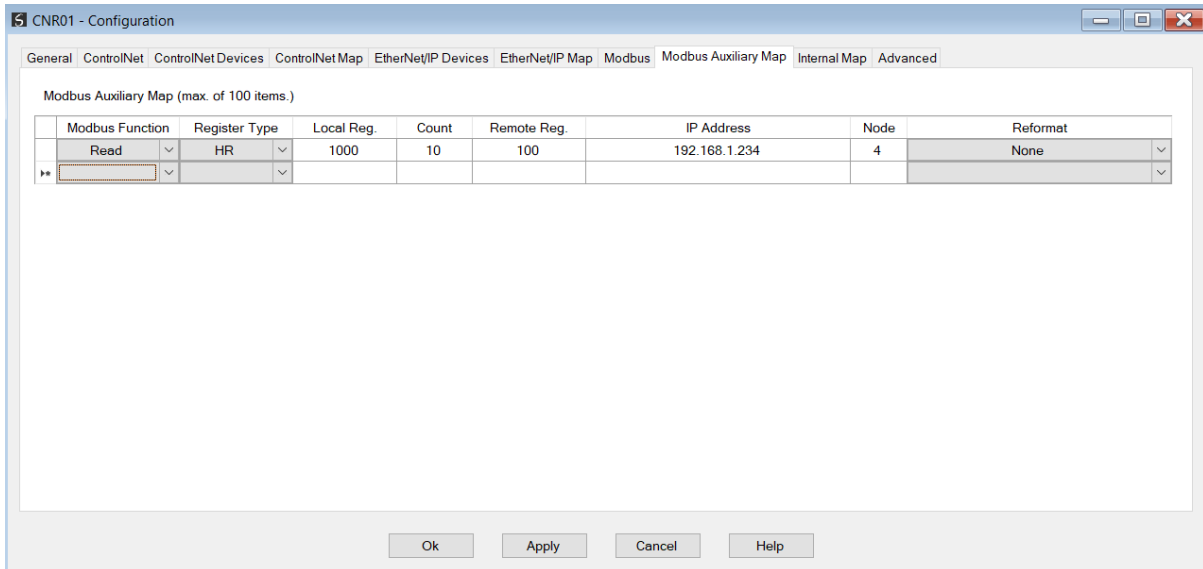 CNR01 - Configuration
General ControlNet ControlNet Devices ControlNet Map EtherNet/IP Devices EtherNet/IP Map Modbus Modbus Auxiliary Map Internal Map Advanced
Modbus Auxiliary Map (max. of 100 items.)
Modbus Function Register Type Local Reg. Count Remote Reg. IP Address Node Reformat
Read HR 1000 10 100 192.168.1.234 4 None
Ok Apply Cancel Help